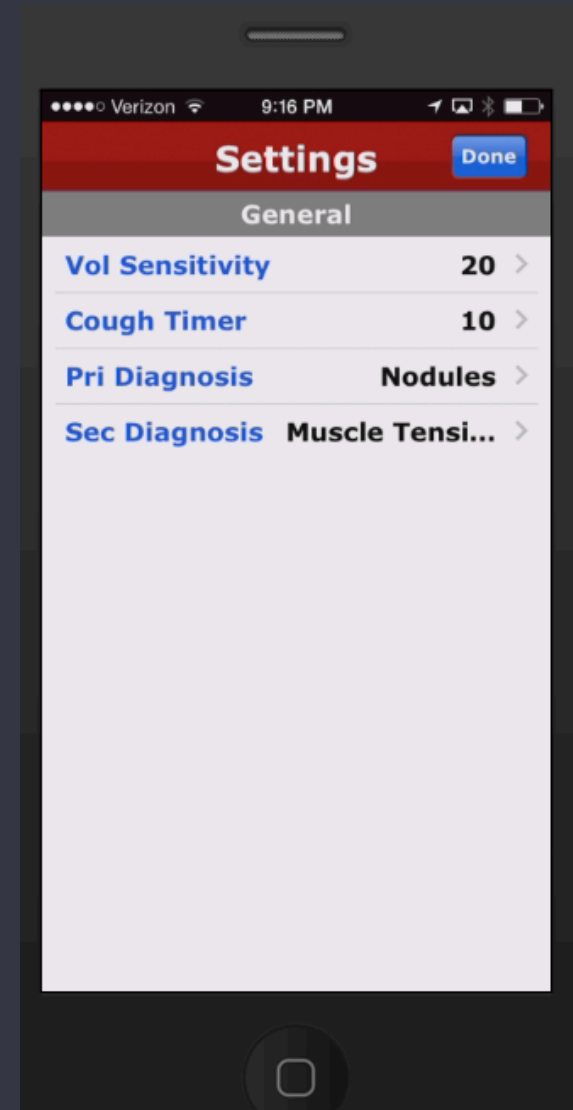 Verizon 9:16 PM
Settings Done
General
Vol Sensitivity 20
Cough Timer 10
Pri Diagnosis Nodules
Sec Diagnosis Muscle Tensi...